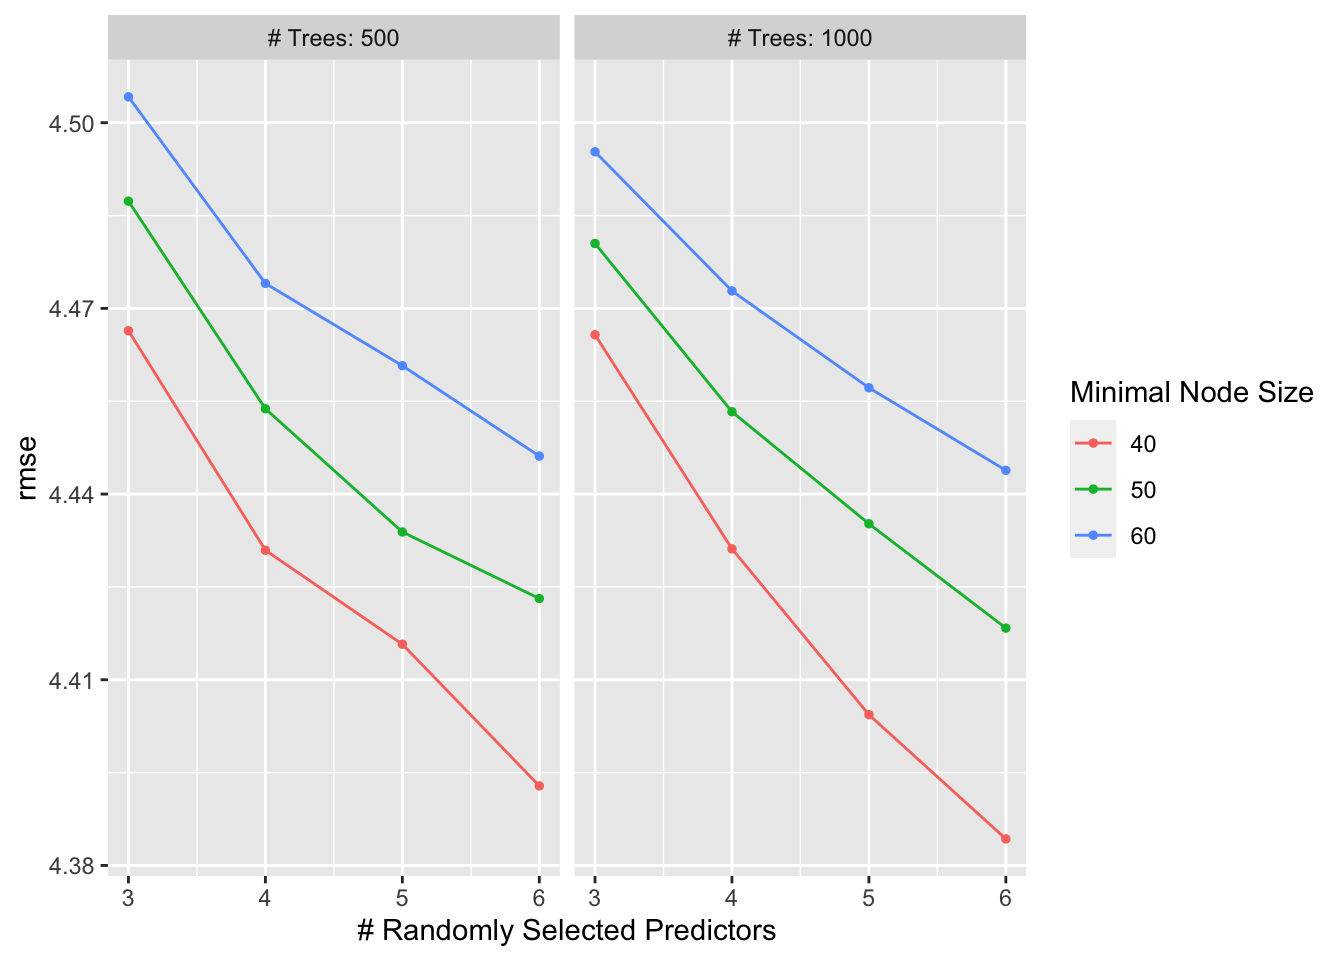 # Trees: 500
# Trees: 1000
4.50
4.47
4.44
4.41
4.38
rmse
3 4 5 6
3 4 5 6
# Randomly Selected Predictors
Minimal Node Size
40
50
60